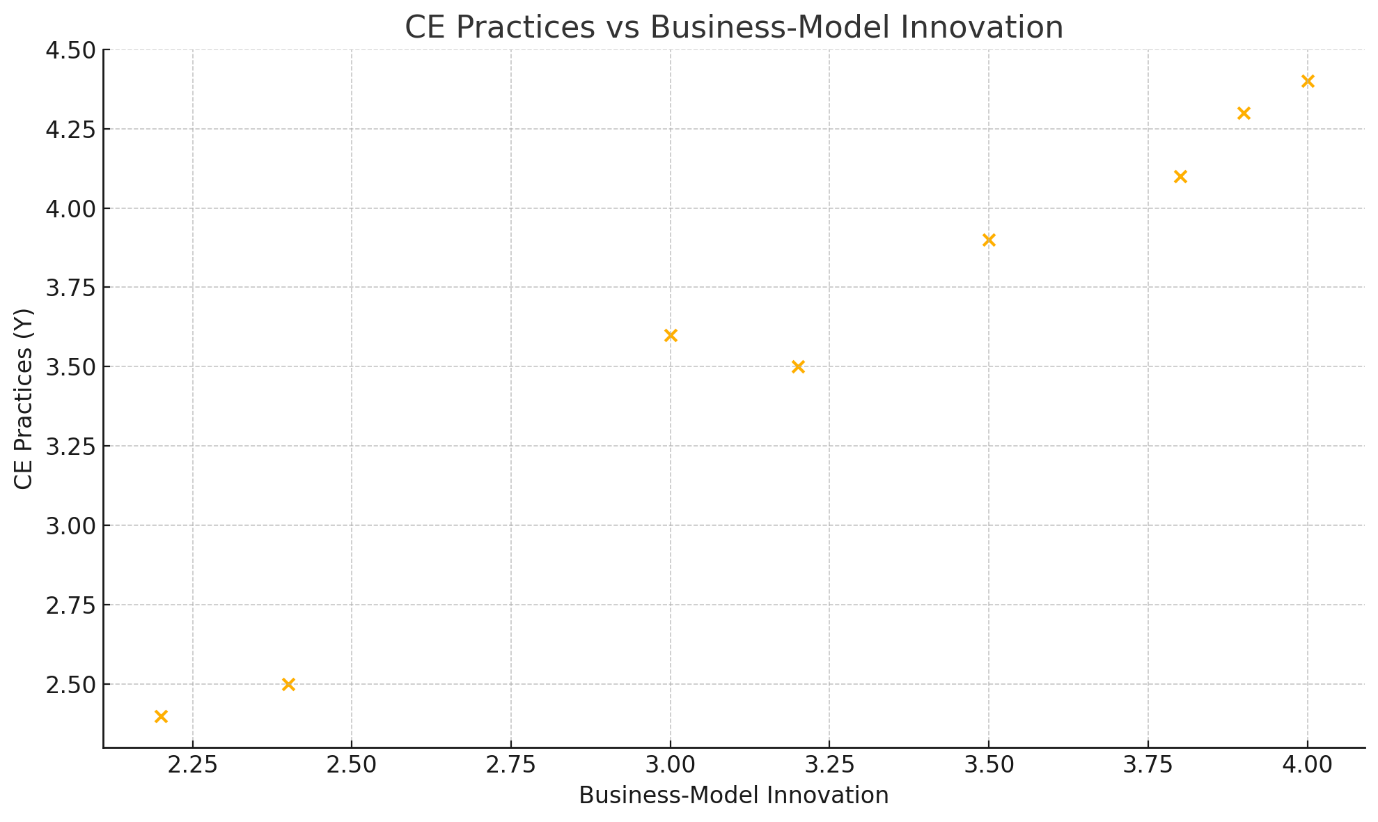 CE Practices vs Business-Model Innovation
4.50
4.25
4.00
3.75
3.50
3.25
3.00
2.75
2.50
CE Practices (Y)
2.25 2.50 2.75 3.00 3.25 3.50 3.75 4.00
Business-Model Innovation